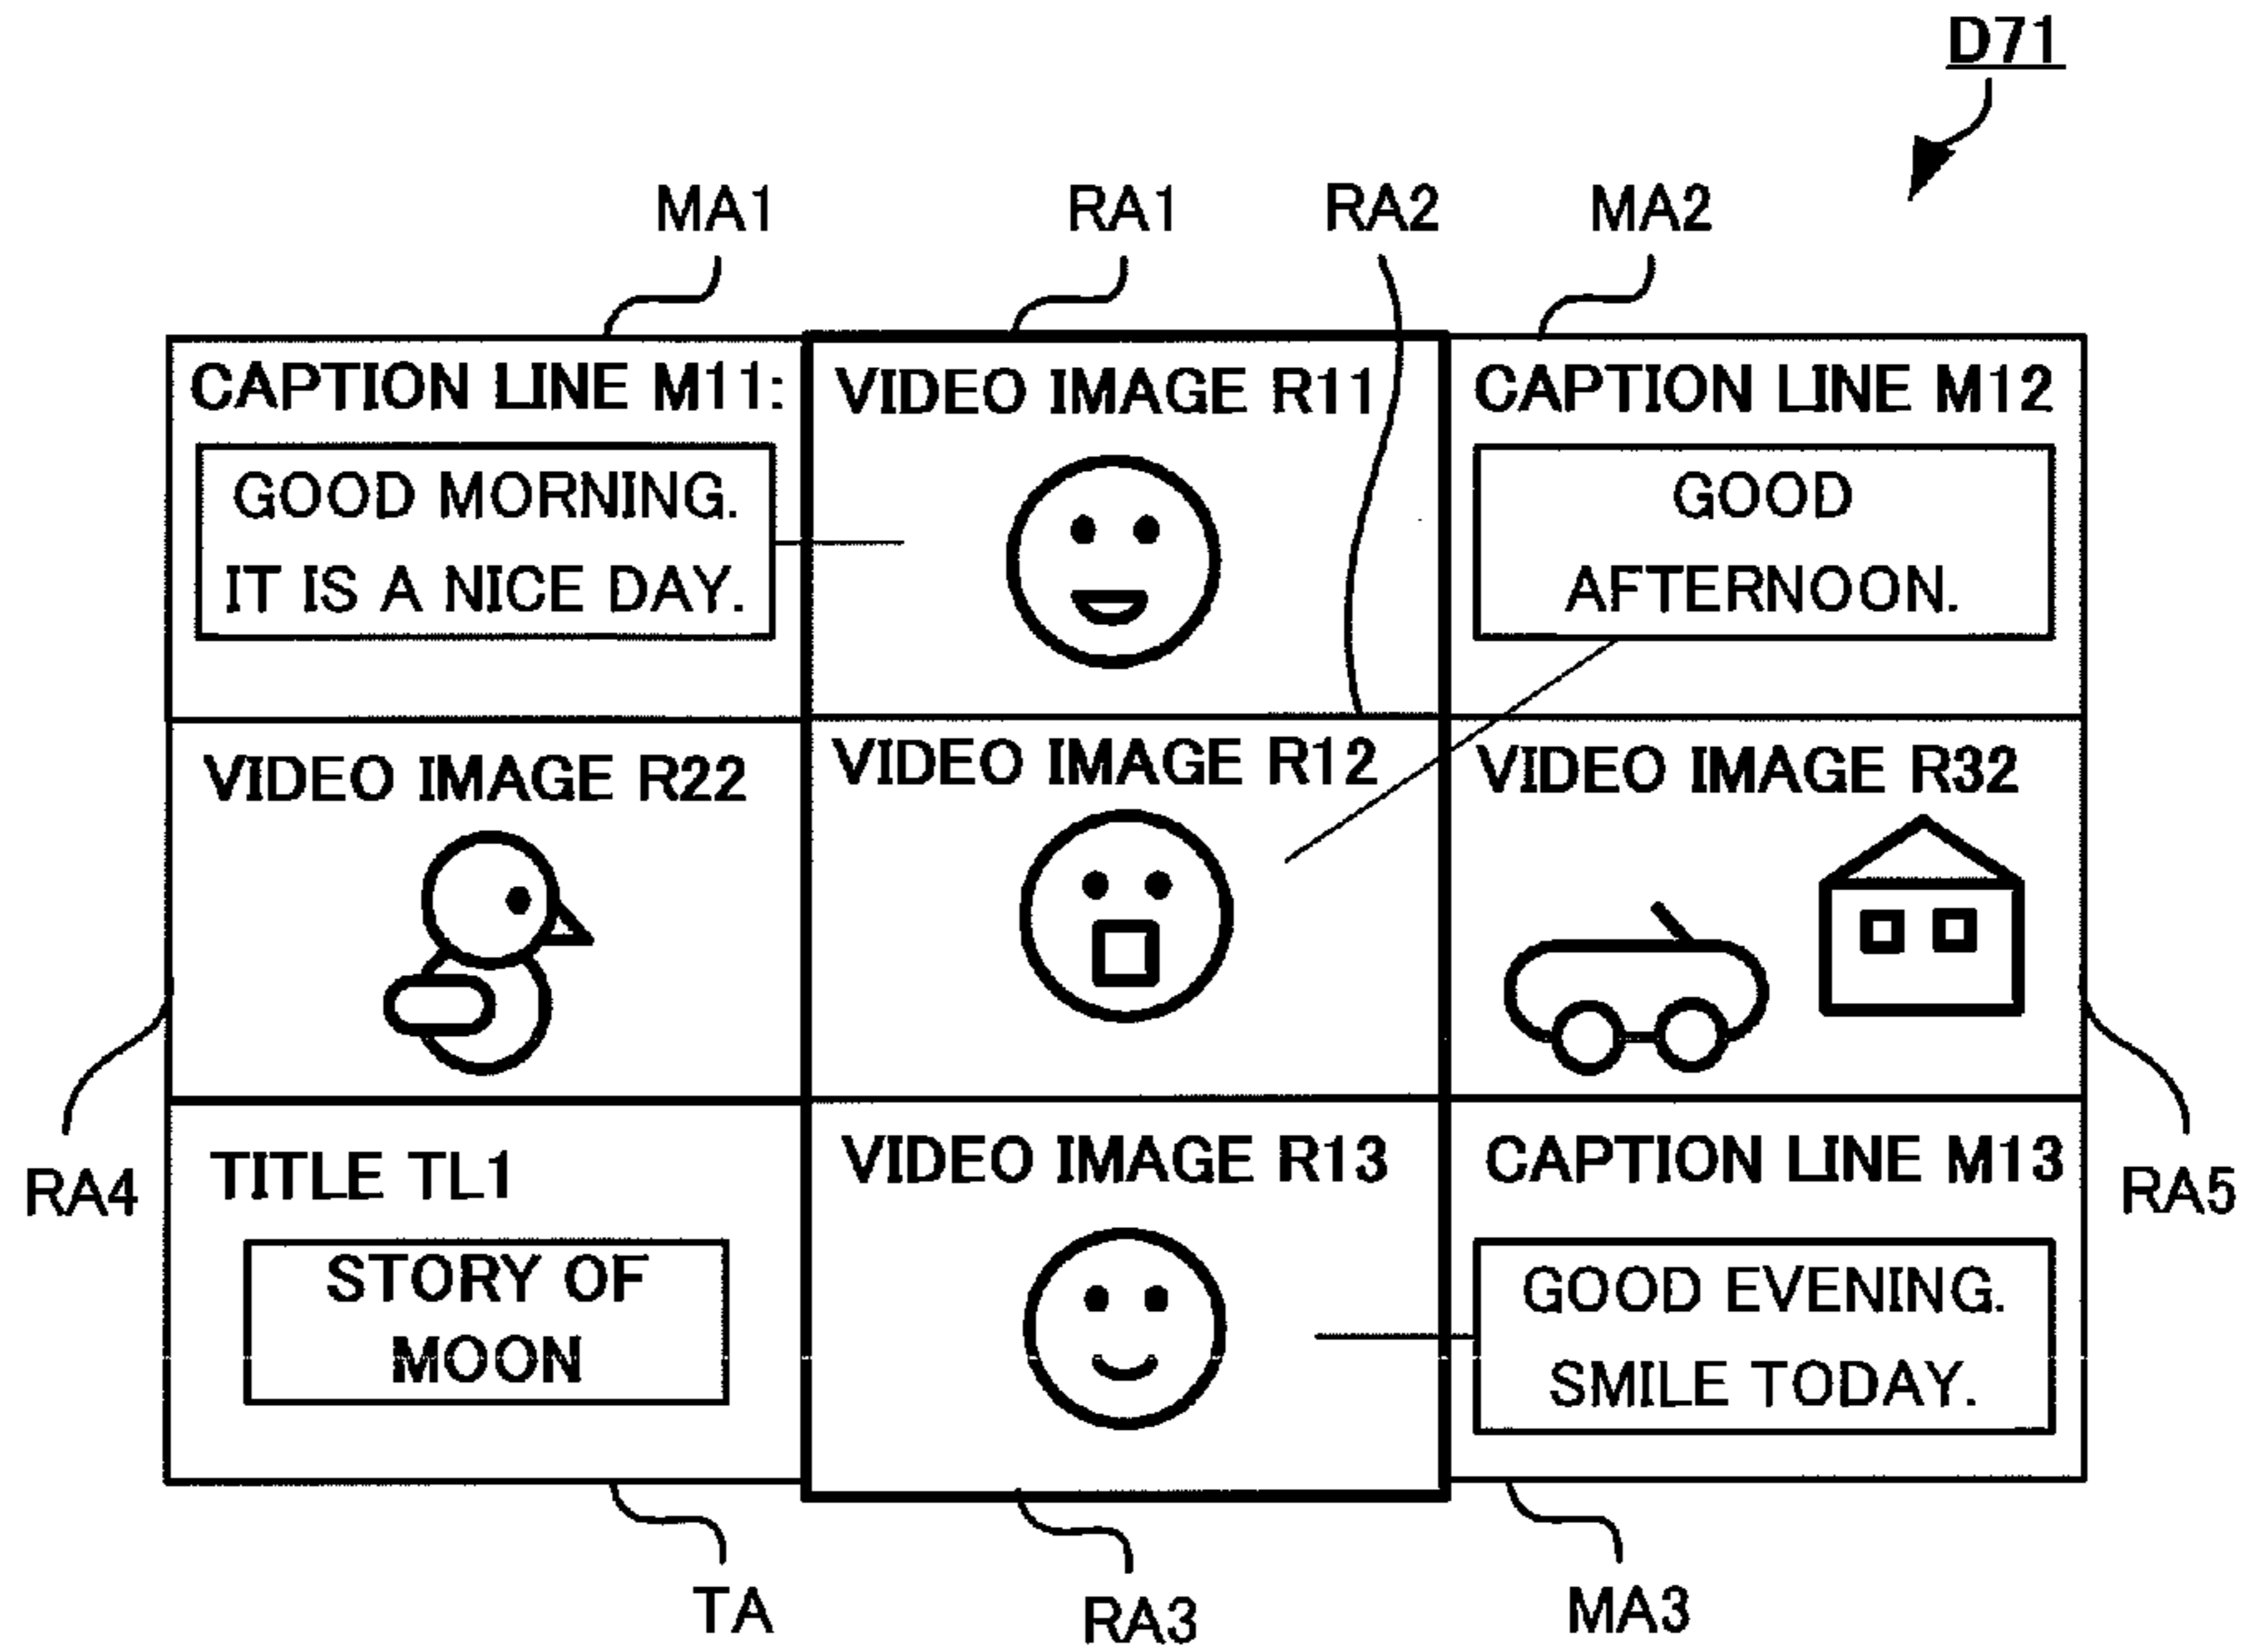 D71
MA1
RA1
RA2
MA2
CAPTION LINE M11:
GOOD MORNING.
IT IS A NICE DAY.
VIDEO IMAGE R11
CAPTION LINE M12
GOOD
AFTERNOON.
VIDEO IMAGE R22
VIDEO IMAGE R12
VIDEO IMAGE R32
RA4
TITLE TL1
STORY OF
MOON
VIDEO IMAGE R13
CAPTION LINE M13
GOOD EVENING.
SMILE TODAY.
RA5
TA
RA3
MA3